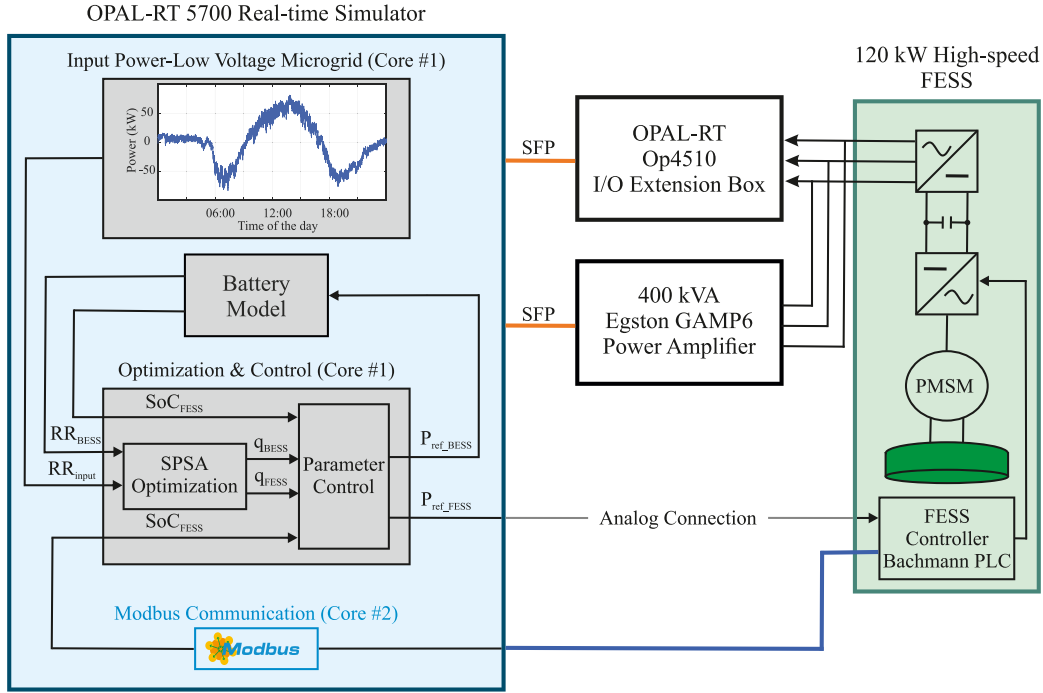 OPAL-RT 5700 Real-time Simulator
Input Power-Low Voltage Microgrid (Core #1)
Power (kW)
50
0
-50
06:00 12:00 18:00
Time of the day
Battery
Model
Optimization & Control (Core #1)
SoC_FESS
RR_BESS
RR_input
SPSA
Optimization
q_BESS
q_FESS
Parameter
Control
SoC_FESS
P_ref_BESS
P_ref_FESS
Modbus Communication (Core #2)
Modbus
SFP
OPAL-RT
Op4510
I/O Extension Box
SFP
400 kVA
Egston GAMP6
Power Amplifier
Analog Connection
120 kW High-speed
FESS
PMSM
FESS
Controller
Bachmann PLC